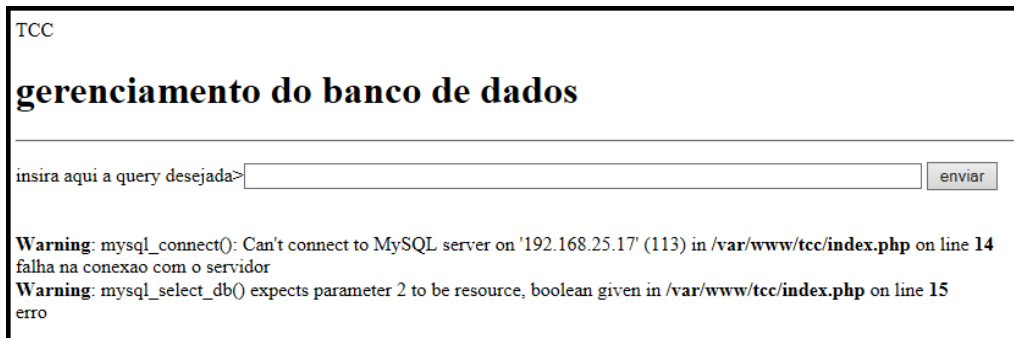 TCC
gerenciamento do banco de dados
insira aqui a query desejada> enviar
Warning: mysql_connect(): Can't connect to MySQL server on '192.168.25.17' (113) in /var/www/tcc/index.php on line 14
falha na conexao com o servidor
Warning: mysql_select_db() expects parameter 2 to be resource, boolean given in /var/www/tcc/index.php on line 15
erro